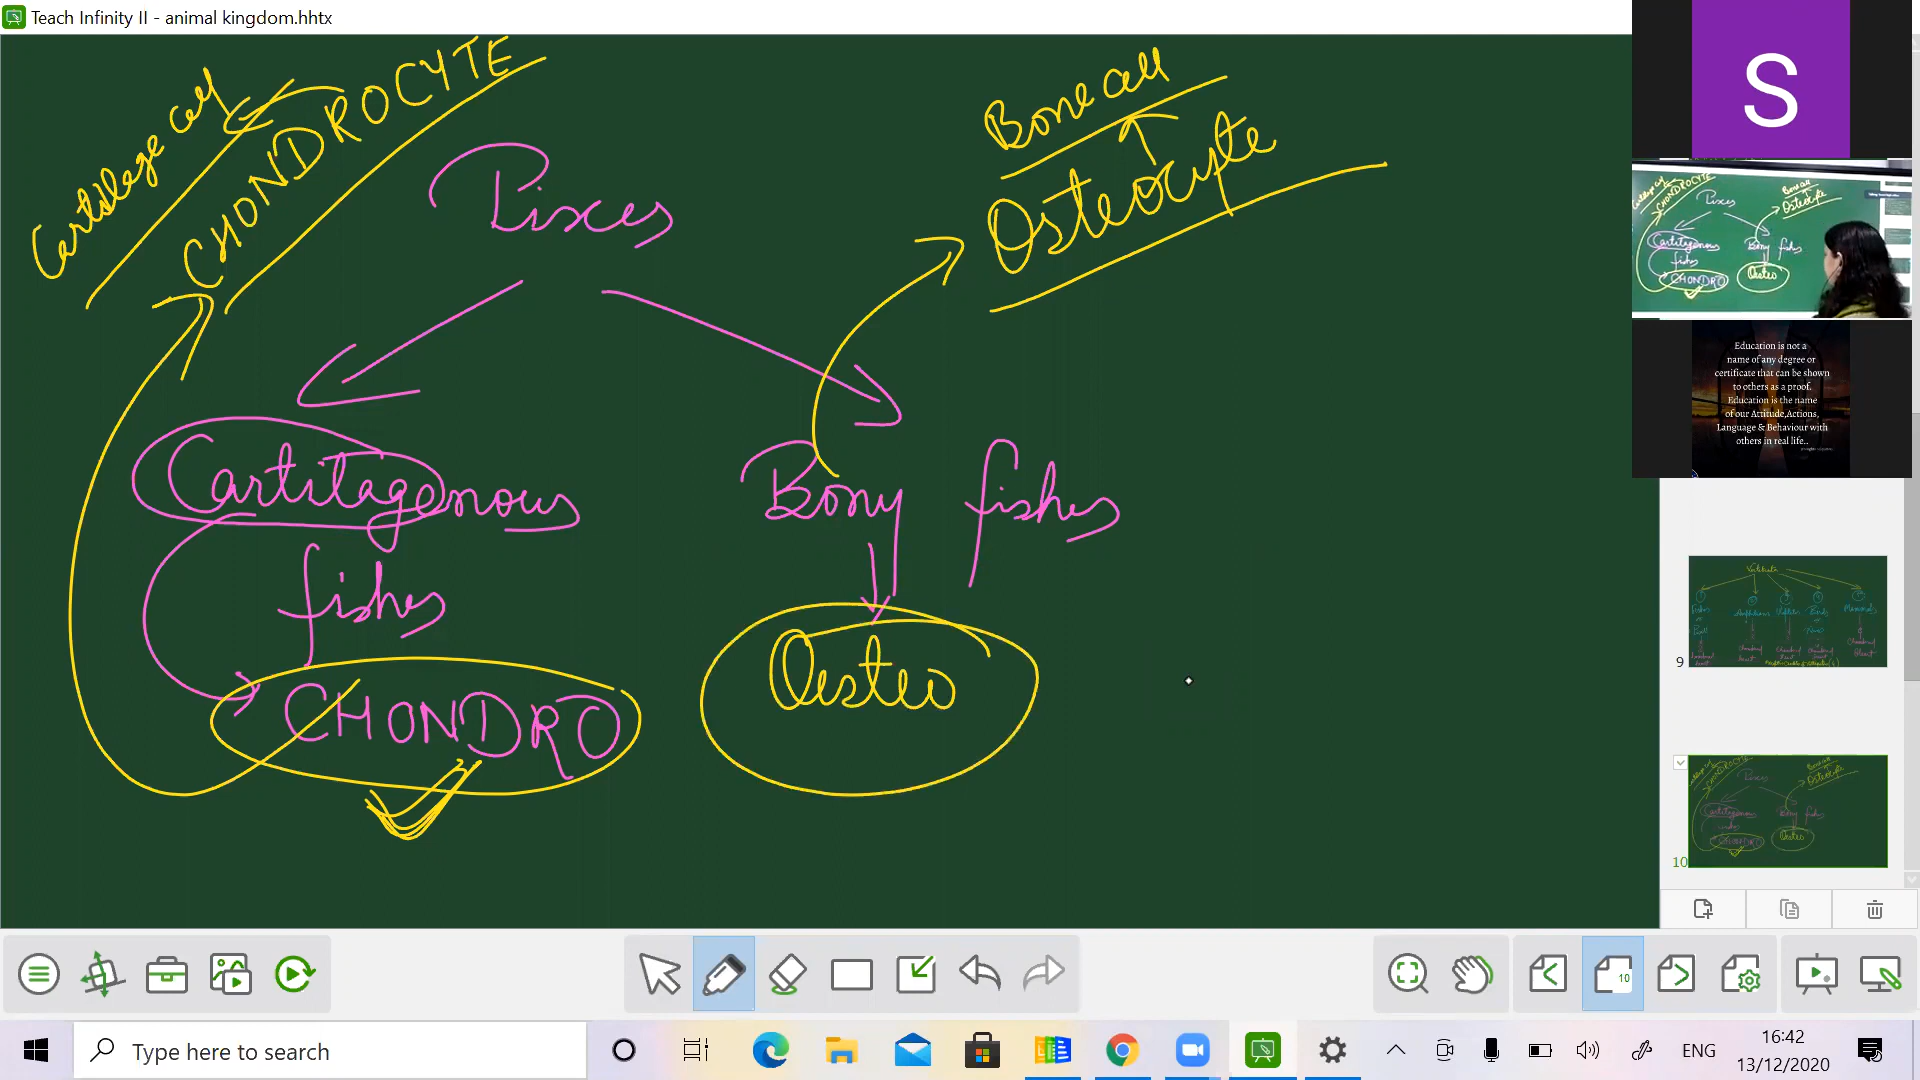 Teach Infinity II - animal kingdom.hhtx
Cartilage cell
CHONDROCYTE
Bone cell
Osteocyte
Pisces
Cartilagenous
fishes
CHONDRO
Bony fishes
Oesteo
S
Education is not a
name of any degree or
certificate that can be shown
to others as a proof.
Education is the name
of our Attitude,Actions,
Language & Behaviour with
others in real life..
9
10
10
Type here to search
ENG
16:42
13/12/2020